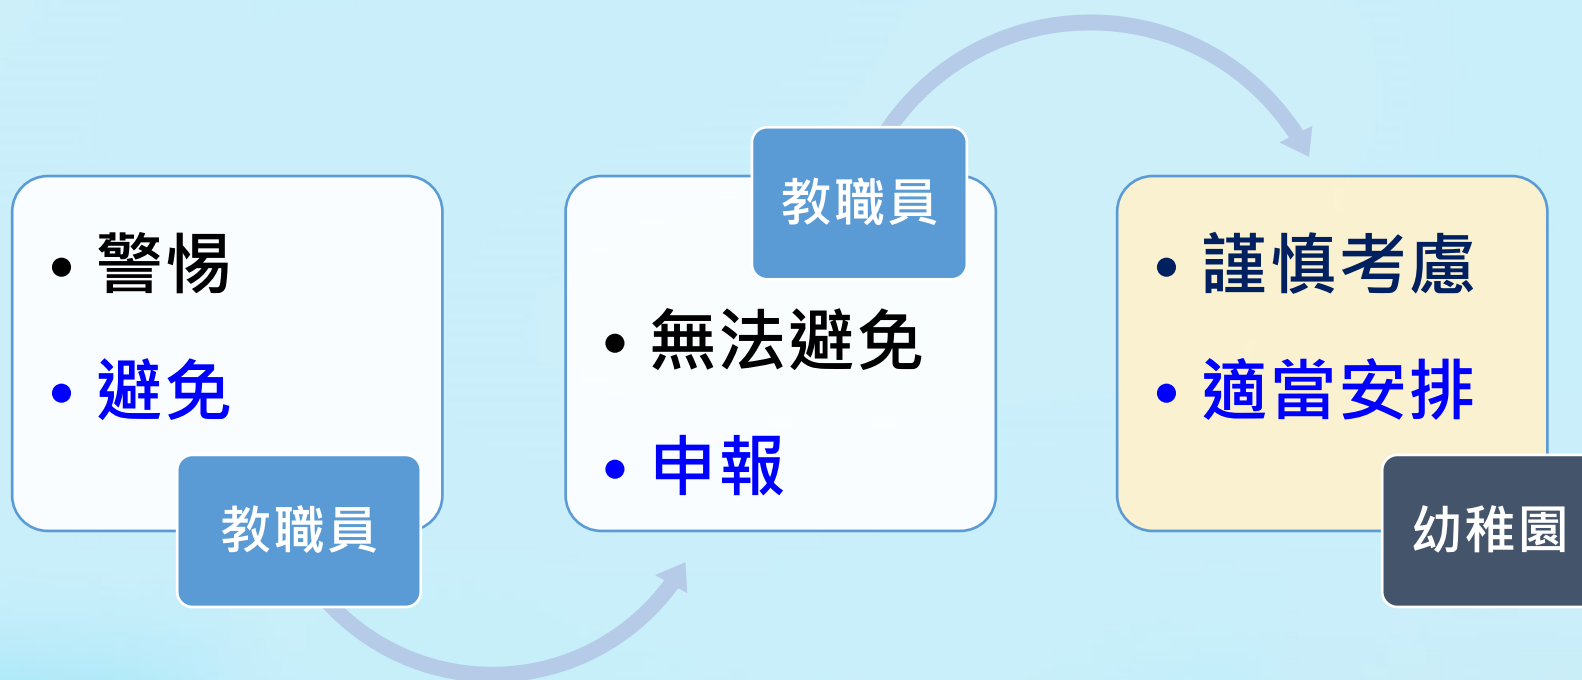 • 警惕
• 避免
教職員
教職員
• 無法避免
• 申報
• 謹慎考慮
• 適當安排
幼稚園